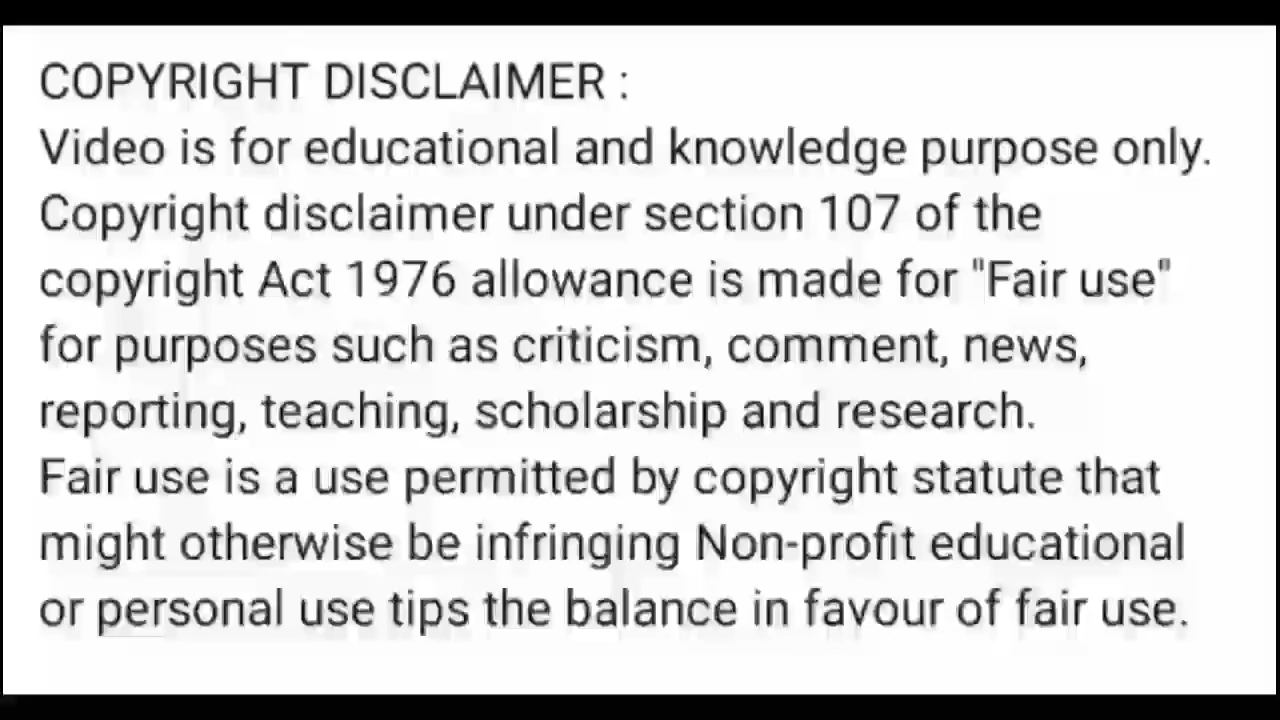 COPYRIGHT DISCLAIMER :
Video is for educational and knowledge purpose only.
Copyright disclaimer under section 107 of the
copyright Act 1976 allowance is made for "Fair use"
for purposes such as criticism, comment, news,
reporting, teaching, scholarship and research.
Fair use is a use permitted by copyright statute that
might otherwise be infringing Non-profit educational
or personal use tips the balance in favour of fair use.